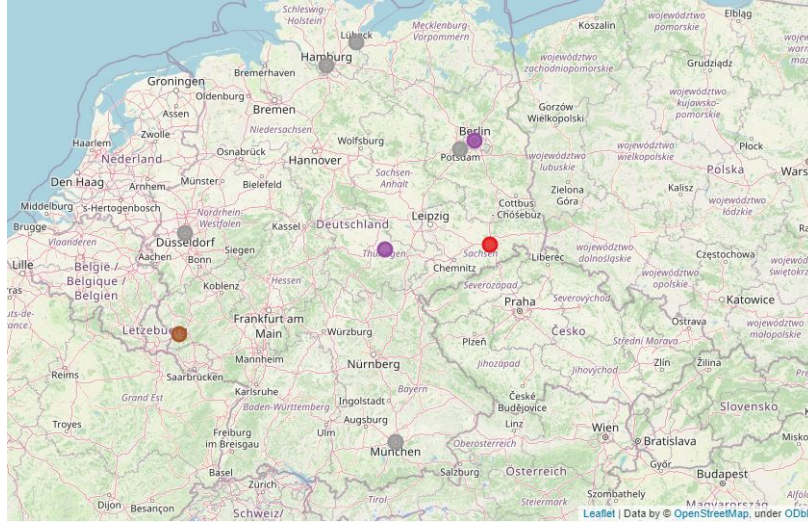 Schleswig-
Holstein
Koszalin
województwo
pomorskie
Elbląg
Lübeck
Mecklenburg-
Vorpommern
Hamburg
województwo
zachodniopomorskie
Grudziądz
Groningen
Bremerhaven
Oldenburg
Assen
Bremen
Gorzów
Wielkopolski
województwo
kujawsko-
pomorskie
Haarlem
Zwolle
Niedersachsen
Wolfsburg
Berlin
Płock
Nederland
Osnabrück
Hannover
Potsdam
województwo
lubuskie
województwo
wielkopolskie
Polska
Den Haag
Arnhem
Münster
Bielefeld
Sachsen-
Anhalt
Zielona
Góra
Kalisz
Middelburg
's-Hertogenbosch
Cottbus
- Chóśebuz
województwo
łódzkie
Brugge
Nordrhein-
Westfalen
Kassel
Deutschland
Leipzig
Vlaanderen
Düsseldorf
Siegen
Thüringen
Sachsen
Lille
België /
Belgique /
Belgien
Aachen
Bonn
Chemnitz
Liberec
województwo
dolnośląskie
Częstochowa
Koblenz
Hessen
Severozápad
województwo
opolskie
Katowice
Praha
Severovýchod
Letzebuerg
Frankfurt am
Main
Würzburg
Plzeň
Česko
Ostrava
Střední Morava
Mannheim
Nürnberg
Jihozápad
Jihovýchod
Zlín
Žilina
Reims
Saarbrücken
Grand Est
Karlsruhe
Bayern
Ingolstadt
České
Budějovice
Slovensko
Baden-Württemberg
Troyes
Augsburg
Linz
Freiburg
im Breisgau
Ulm
Wien
Bratislava
München
Oberösterreich
Basel
Zürich
Salzburg
Győr
Budapest
Österreich
Dijon
Besançon
Tirol
Steiermark
Szombathely
Schweiz/
Magyarország
Leaflet | Data by © OpenStreetMap, under